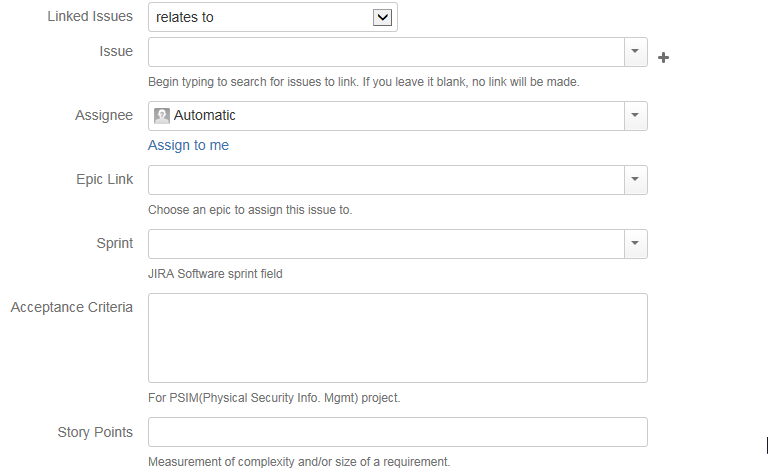 Linked Issues relates to
Issue
Begin typing to search for issues to link. If you leave it blank, no link will be made.
Assignee Automatic
Assign to me
Epic Link
Choose an epic to assign this issue to.
Sprint
JIRA Software sprint field
Acceptance Criteria
For PSIM(Physical Security Info. Mgmt) project.
Story Points
Measurement of complexity and/or size of a requirement.